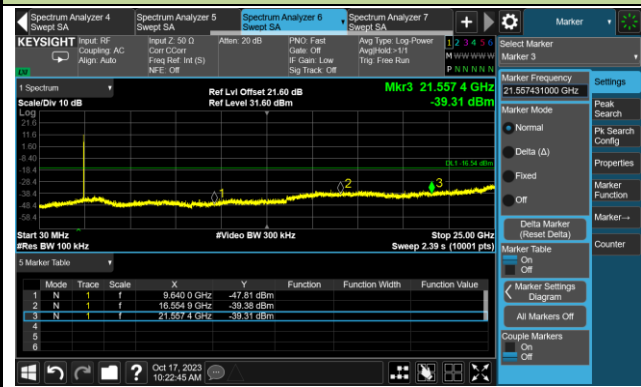 Spectrum Analyzer 4
Swept SA
Spectrum Analyzer 5
Swept SA
Spectrum Analyzer 6
Swept SA
Spectrum Analyzer 7
Swept SA
+
Marker
KEYSIGHT
Input: RF
Coupling: AC
Align: Auto
Input Z: 50 Ω
Corr CCorr
Freq Ref: Int (S)
NFE: Off
Atten: 20 dB
PNO: Fast
Gate: Off
IF Gain: Low
Sig Track: Off
Avg Type: Log-Power
Avg|Hold:>1/1
Trig: Free Run
1 2 3 4 5 6
M W W W W W
P N N N N N
LW
Select Marker
Marker 3
1 Spectrum
Scale/Div 10 dB
Ref Lvl Offset 21.60 dB
Ref Level 31.60 dBm
Mkr3 21.557 4 GHz
-39.31 dBm
Log
21.6
11.6
1.60
-8.40
-18.4
-28.4
-38.4
-48.4
-58.4
DL1 -16.54 dBm
1
2
3
Start 30 MHz
#Res BW 100 kHz
#Video BW 300 kHz
Stop 25.00 GHz
Sweep 2.39 s (10001 pts)
5 Marker Table
Mode Trace Scale X Y Function Function Width Function Value
1 N 1 f 9.640 0 GHz -47.81 dBm
2 N 1 f 16.554 9 GHz -39.38 dBm
3 N 1 f 21.557 4 GHz -39.31 dBm
4
5
6
Marker Frequency
21.557431000 GHz
Marker Mode
Normal
Delta (Δ)
Fixed
Off
Delta Marker
(Reset Delta)
Marker Table
On
Off
Marker Settings
Diagram
All Markers Off
Couple Markers
On
Off
Settings
Peak
Search
Pk Search
Config
Properties
Marker
Function
Marker→
Counter
?
Oct 17, 2023
10:22:45 AM